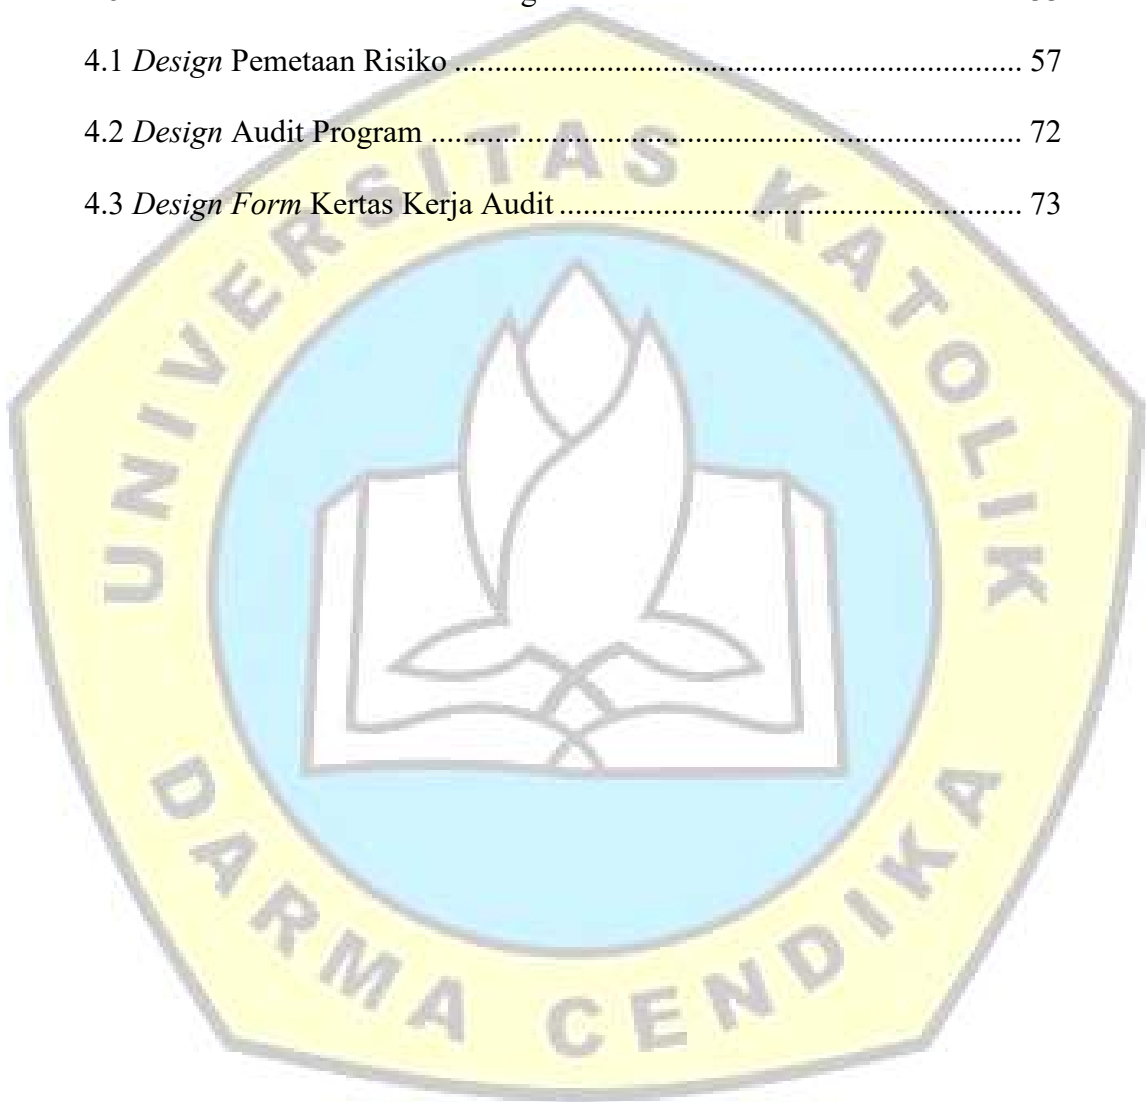 4.1 Design Pemetaan Risiko ........................................................................ 57
4.2 Design Audit Program ........................................................................... 72
4.3 Design Form Kertas Kerja Audit ........................................................... 73
UNIVERSITAS KATOLIK
DARMA CENDIKA